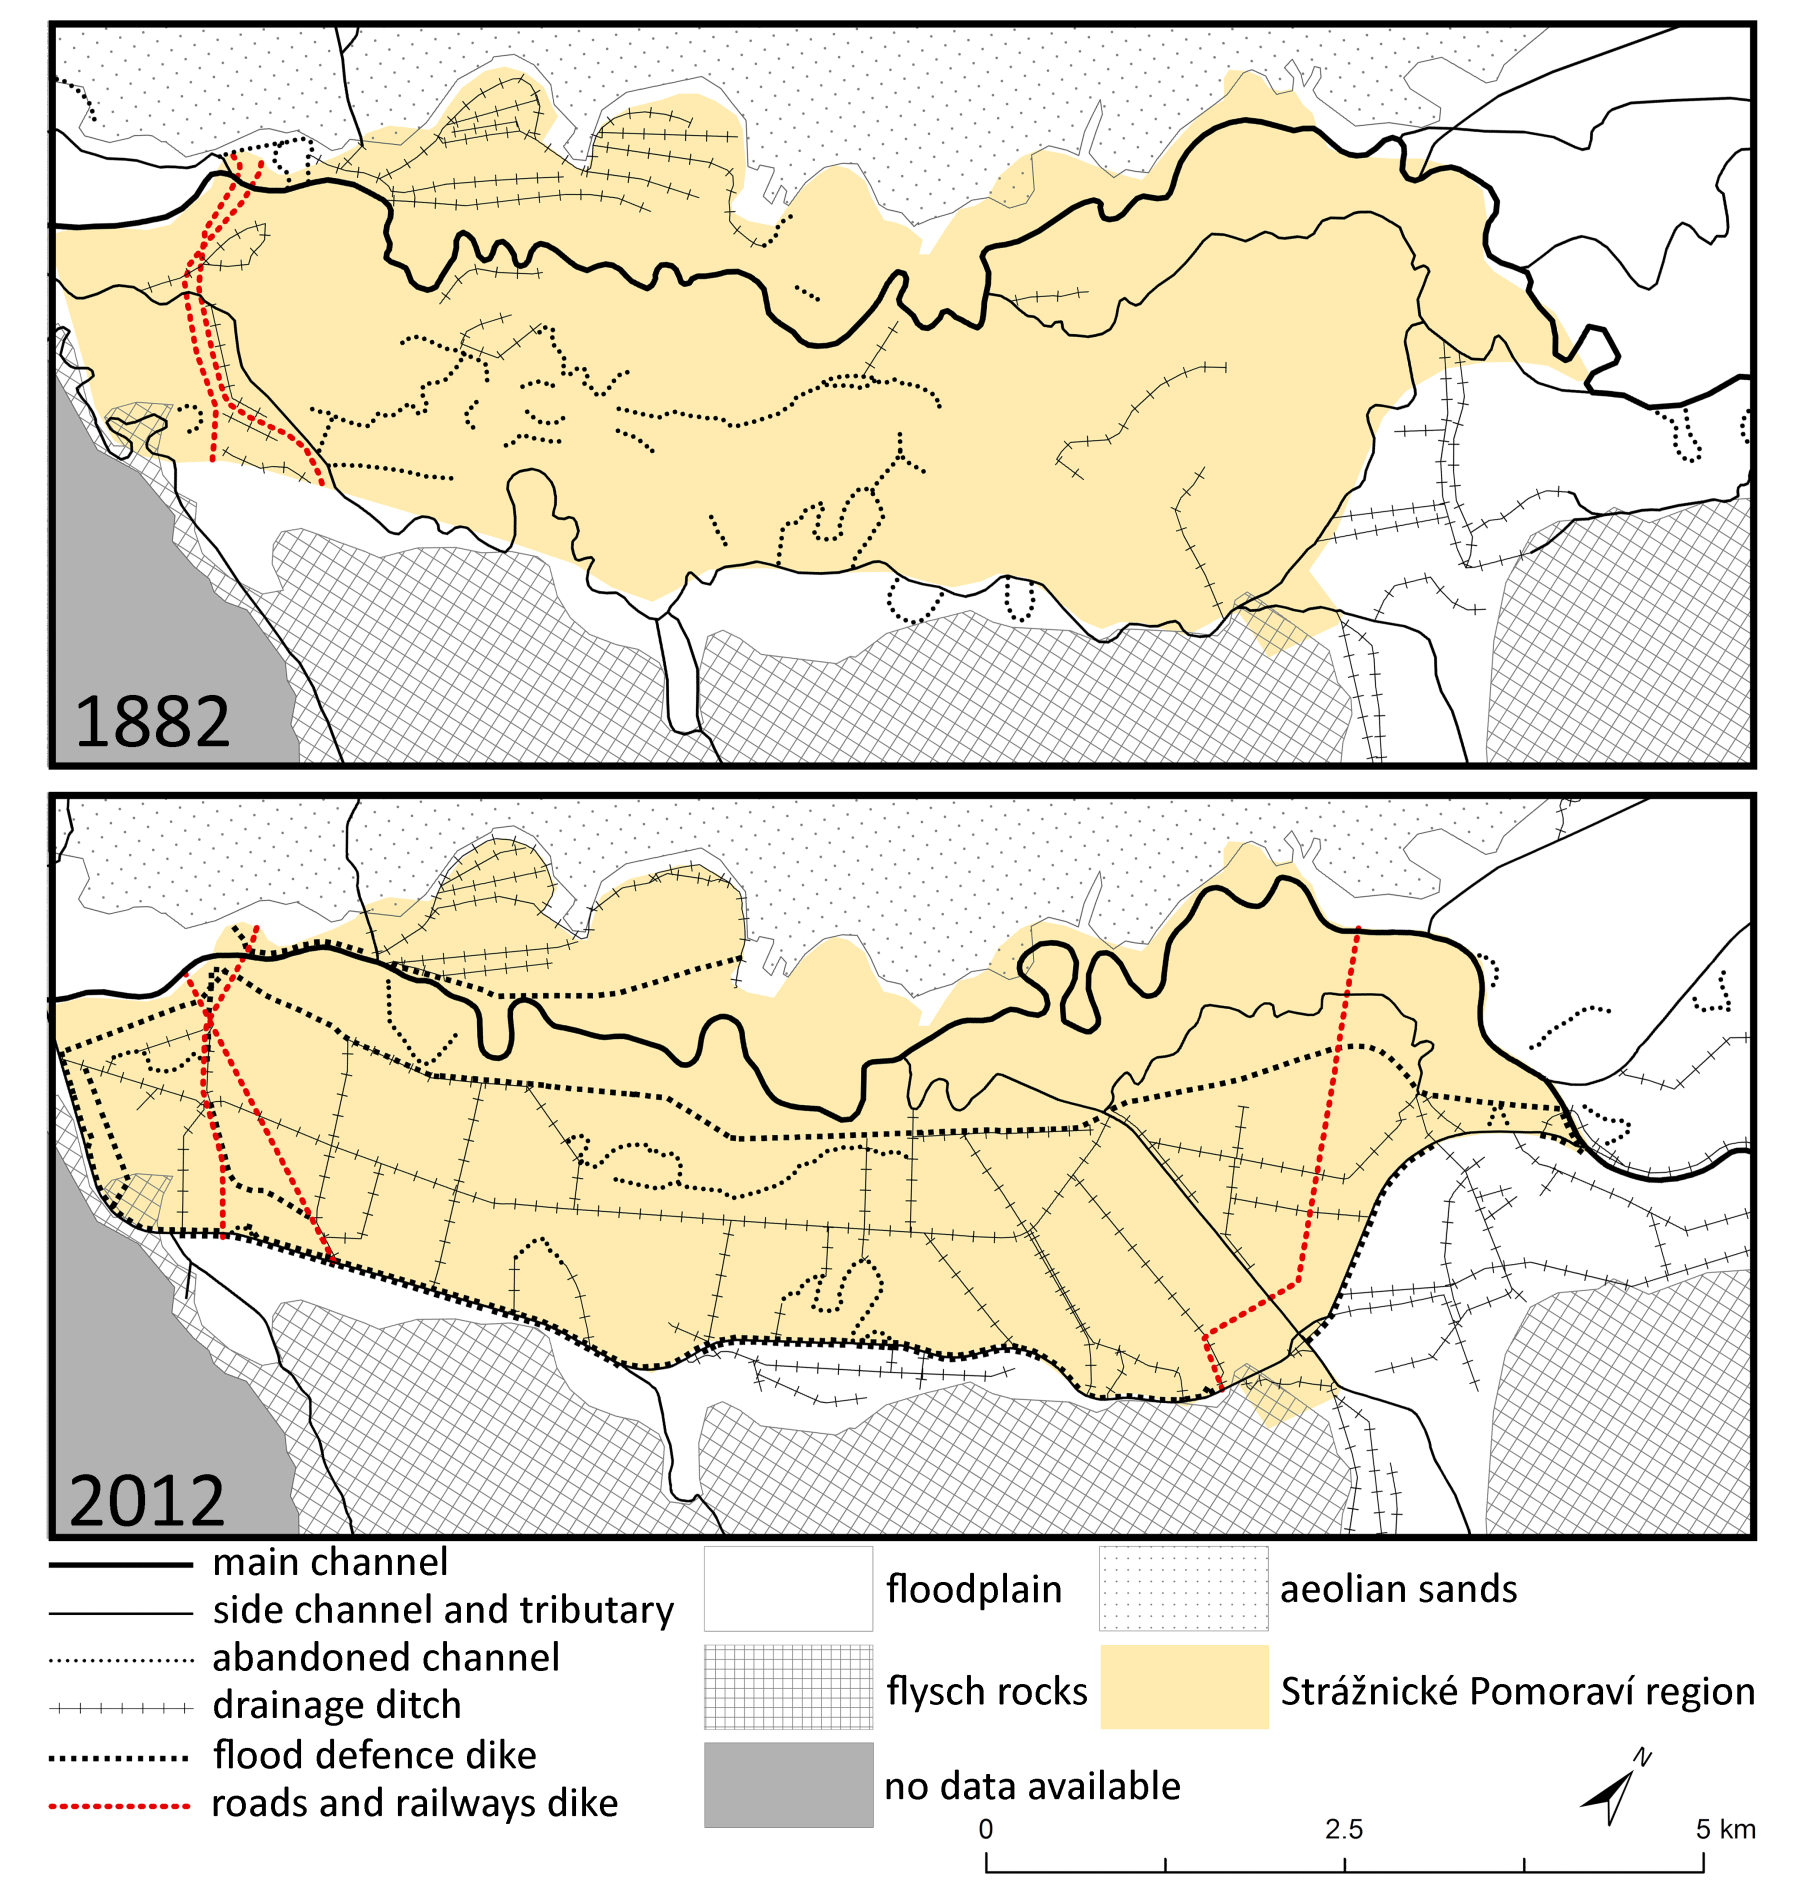 1882
2012
main channel
side channel and tributary
abandoned channel
drainage ditch
flood defence dike
roads and railways dike
floodplain
flysch rocks
no data available
aeolian sands
Strážnické Pomoraví region
N
0 2.5 5 km